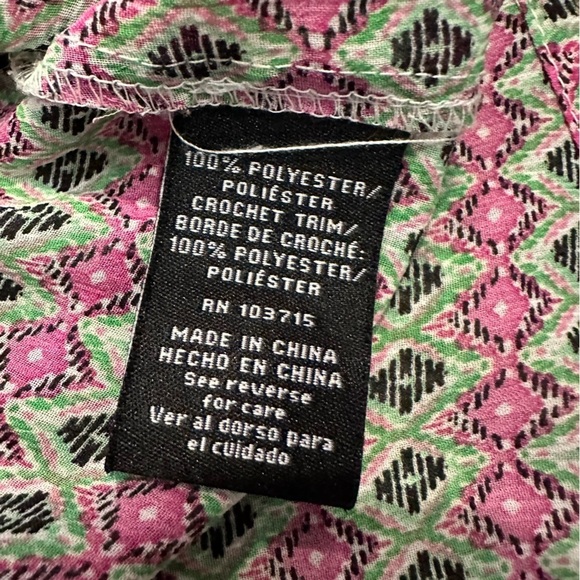 100% POLYESTER/
POLIÉSTER
CROCHET TRIM/
BORDE DE CROCHÉ:
100% POLYESTER/
POLIÉSTER
RN 103715
MADE IN CHINA
HECHO EN CHINA
See reverse
for care
Ver al dorso para
el cuidado